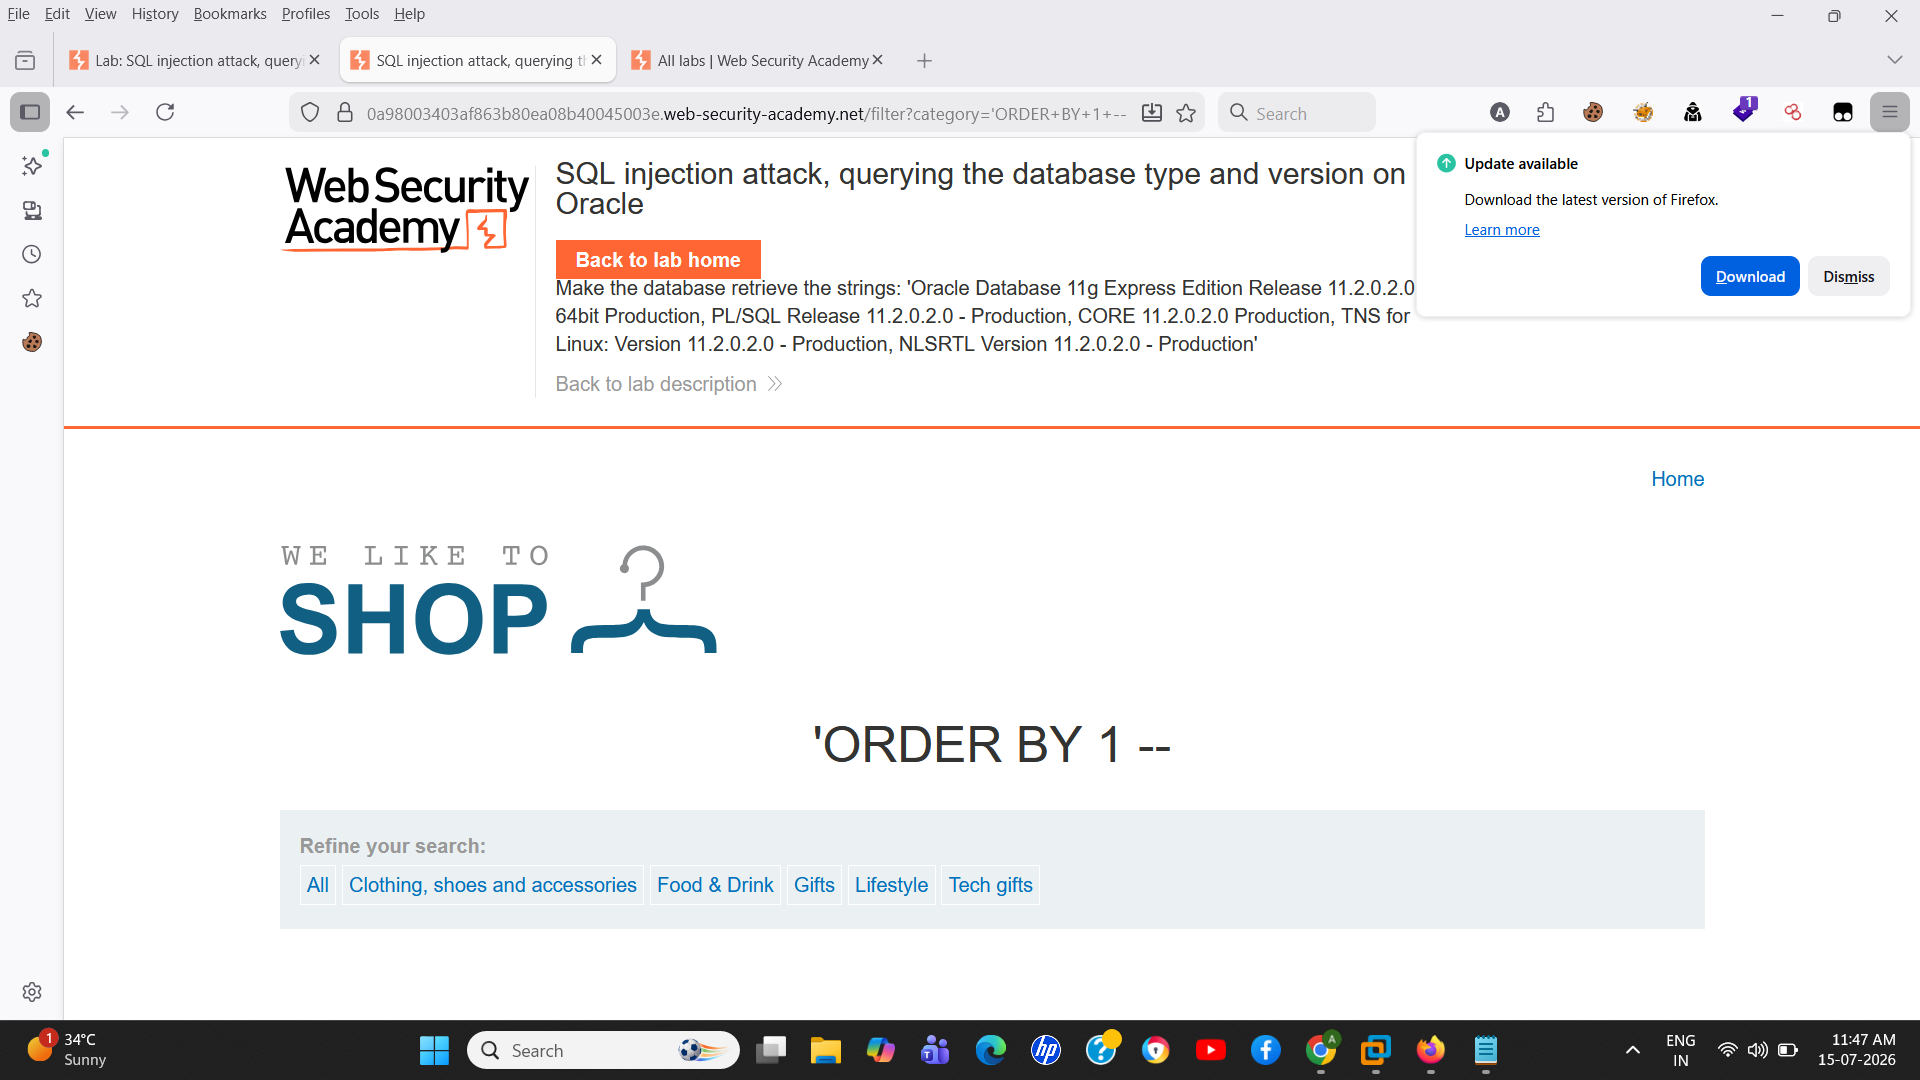 File Edit View History Bookmarks Profiles Tools Help
Lab: SQL injection attack, queryi
SQL injection attack, querying th
All labs | Web Security Academy
0a98003403af863b80ea08b40045003e.web-security-academy.net/filter?category='ORDER+BY+1+--
Search
A
1
Update available
Download the latest version of Firefox.
Learn more
Download
Dismiss
Web Security
Academy
SQL injection attack, querying the database type and version on
Oracle
Back to lab home
Make the database retrieve the strings: 'Oracle Database 11g Express Edition Release 11.2.0.2.0
64bit Production, PL/SQL Release 11.2.0.2.0 - Production, CORE 11.2.0.2.0 Production, TNS for
Linux: Version 11.2.0.2.0 - Production, NLSRTL Version 11.2.0.2.0 - Production'
Back to lab description
Home
WE LIKE TO
SHOP
'ORDER BY 1 --
Refine your search:
All
Clothing, shoes and accessories
Food & Drink
Gifts
Lifestyle
Tech gifts
1
34°C
Sunny
Search
T
hp
?
A
ENG
IN
11:47 AM
15-07-2026